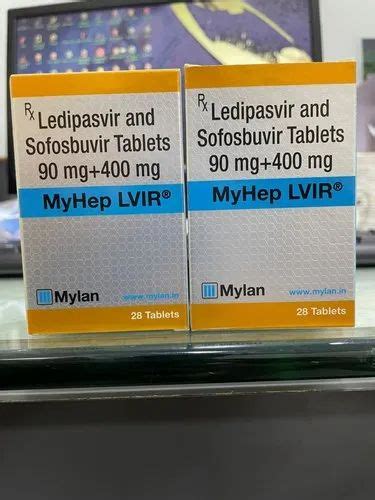 Rx Ledipasvir and
Sofosbuvir Tablets
90 mg+400 mg
MyHep LVIR®
Mylan
www.mylan.in
28 Tablets
Rx Ledipasvir and
Sofosbuvir Tablets
90 mg+400 mg
MyHep LVIR®
Mylan
www.mylan.in
28 Tablets